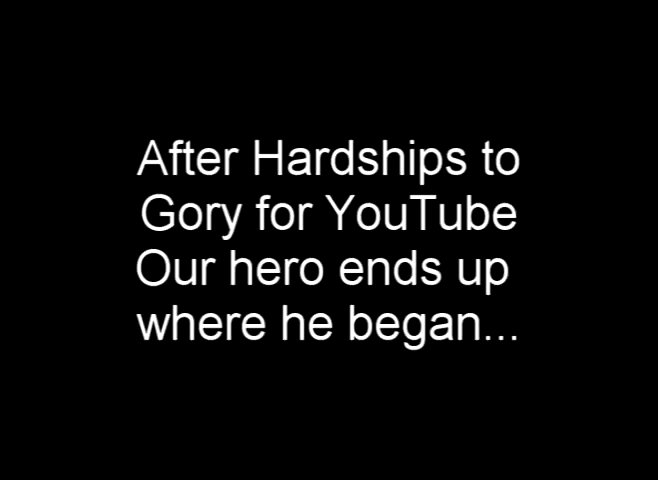 After Hardships to
Gory for YouTube
Our hero ends up
where he began...